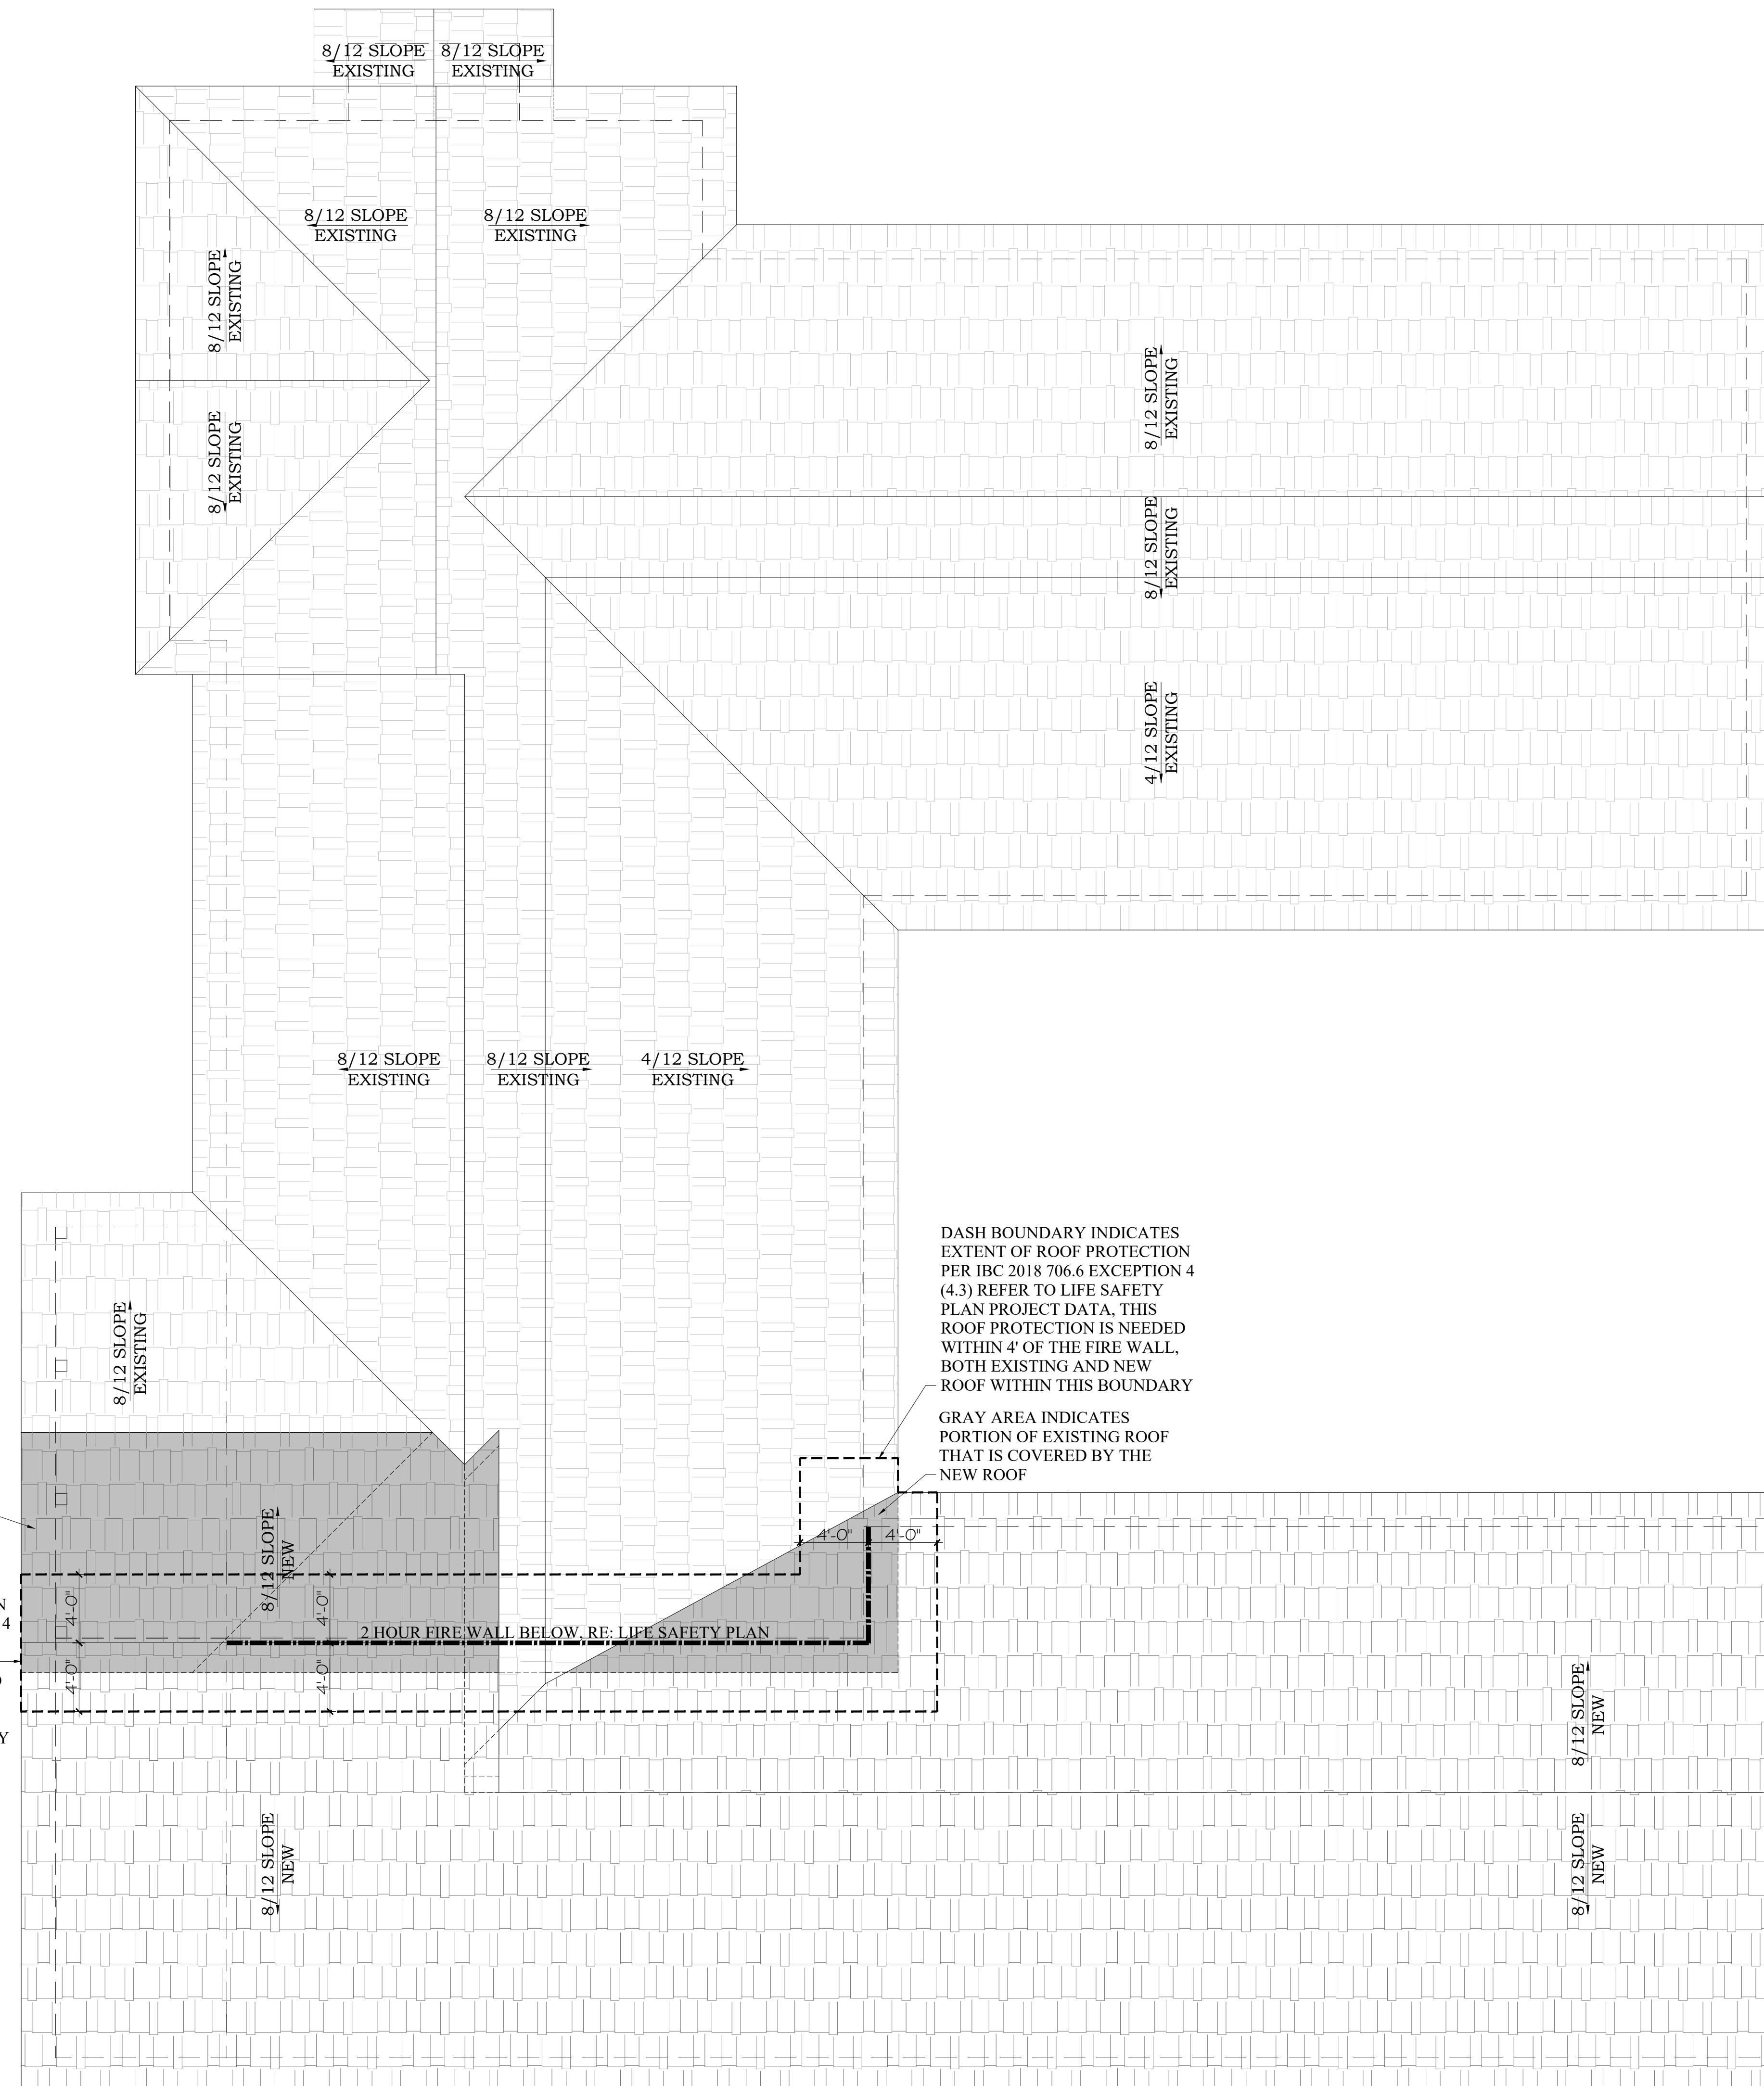 8/12 SLOPE
EXISTING
8/12 SLOPE
EXISTING
8/12 SLOPE
EXISTING
8/12 SLOPE
EXISTING
8/12 SLOPE
EXISTING
8/12 SLOPE
EXISTING
8/12 SLOPE
EXISTING
8/12 SLOPE
EXISTING
4/12 SLOPE
EXISTING
8/12 SLOPE
EXISTING
8/12 SLOPE
EXISTING
4/12 SLOPE
EXISTING
8/12 SLOPE
EXISTING
DASH BOUNDARY INDICATES
EXTENT OF ROOF PROTECTION
PER IBC 2018 706.6 EXCEPTION 4
(4.3) REFER TO LIFE SAFETY
PLAN PROJECT DATA, THIS
ROOF PROTECTION IS NEEDED
WITHIN 4' OF THE FIRE WALL,
BOTH EXISTING AND NEW
ROOF WITHIN THIS BOUNDARY
GRAY AREA INDICATES
PORTION OF EXISTING ROOF
THAT IS COVERED BY THE
NEW ROOF
4'-0"
4'-0"
8/12 SLOPE
NEW
N
4
4'-0"
4'-0"
2 HOUR FIRE WALL BELOW, RE: LIFE SAFETY PLAN
4'-0"
4'-0"
Y
8/12 SLOPE
NEW
8/12 SLOPE
NEW
8/12 SLOPE
NEW